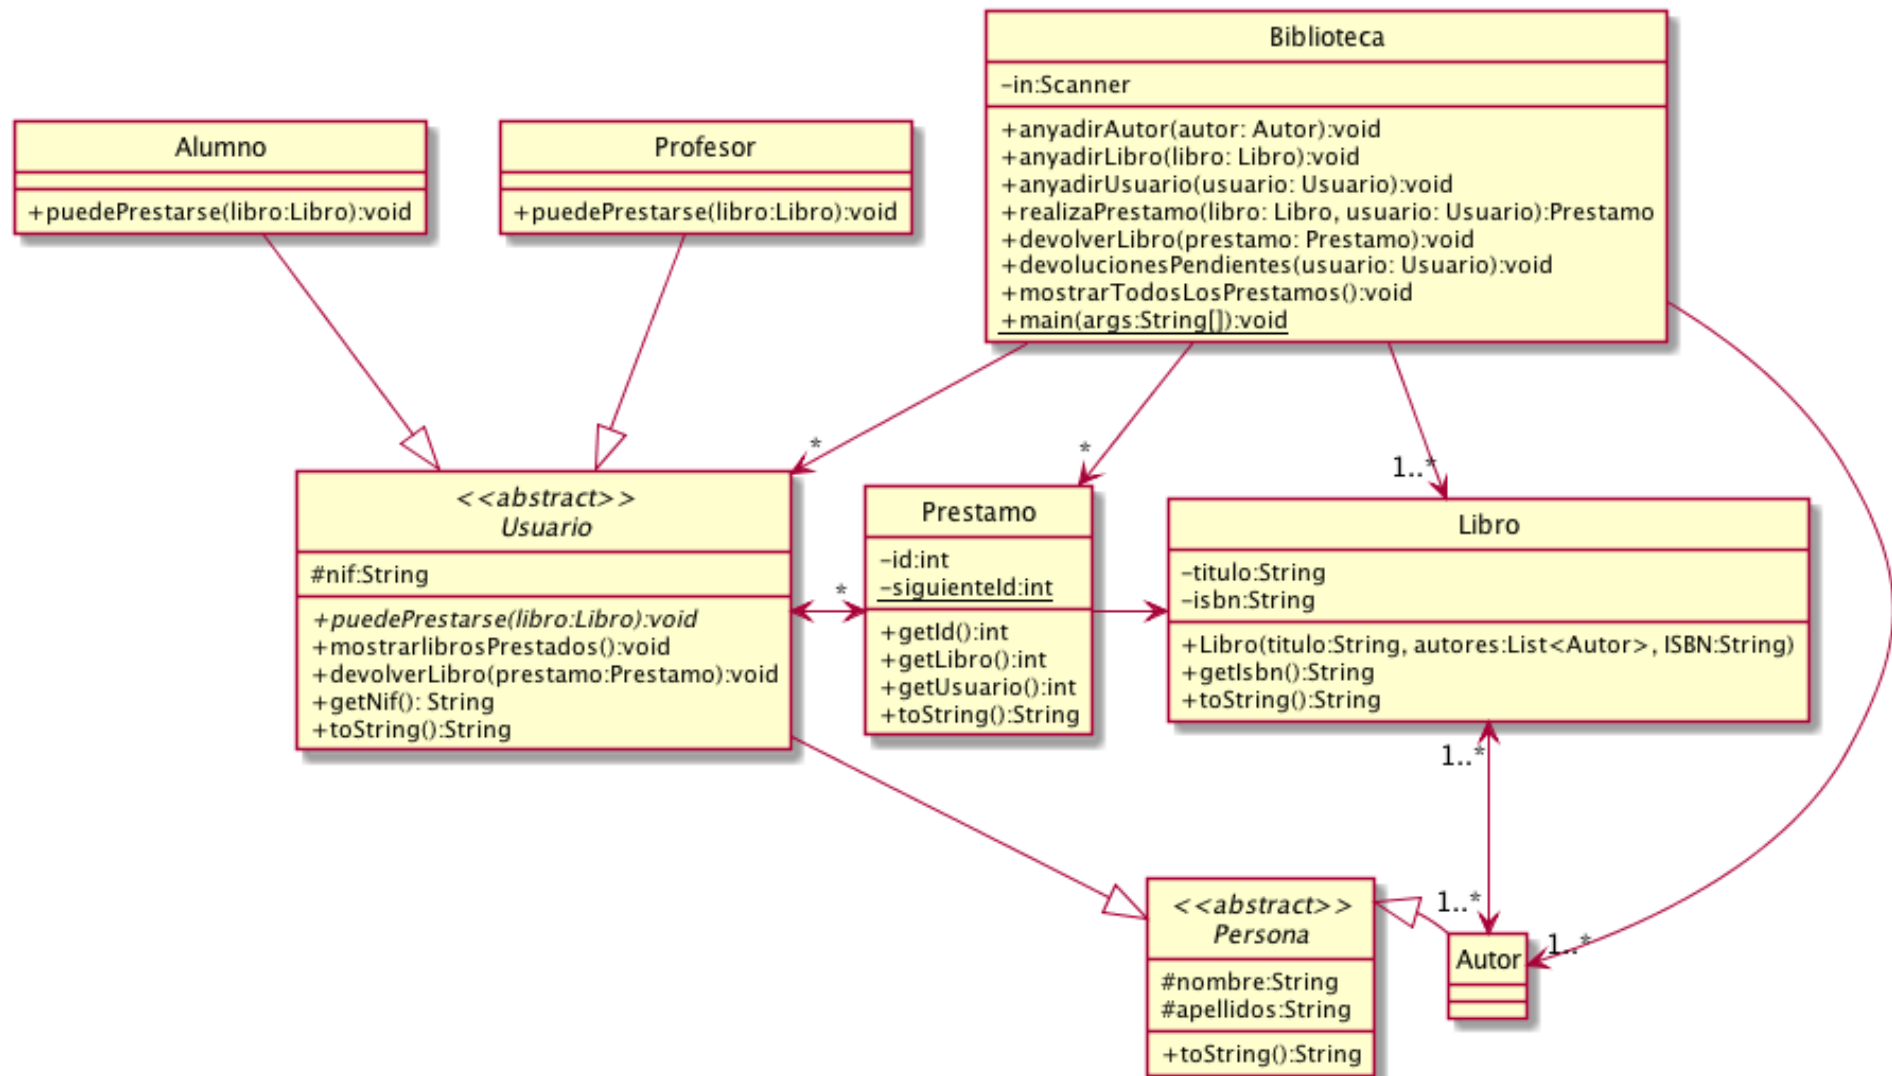 Biblioteca
-in:Scanner
+anyadirAutor(autor: Autor):void
+anyadirLibro(libro: Libro):void
+anyadirUsuario(usuario: Usuario):void
+realizaPrestamo(libro: Libro, usuario: Usuario):Prestamo
+devolverLibro(prestamo: Prestamo):void
+devolucionesPendientes(usuario: Usuario):void
+mostrarTodosLosPrestamos():void
+main(args:String[]):void
Alumno
+puedePrestarse(libro:Libro):void
Profesor
+puedePrestarse(libro:Libro):void
*
*
1..*
<<abstract>>
Usuario
#nif:String
+puedePrestarse(libro:Libro):void
+mostrarlibrosPrestados():void
+devolverLibro(prestamo:Prestamo):void
+getNif(): String
+toString():String
*
Prestamo
-id:int
-siguienteId:int
+getId():int
+getLibro():int
+getUsuario():int
+toString():String
Libro
-titulo:String
-isbn:String
+Libro(titulo:String, autores:List<Autor>, ISBN:String)
+getIsbn():String
+toString():String
1..*
1..*
1..*
<<abstract>>
Persona
#nombre:String
#apellidos:String
+toString():String
Autor